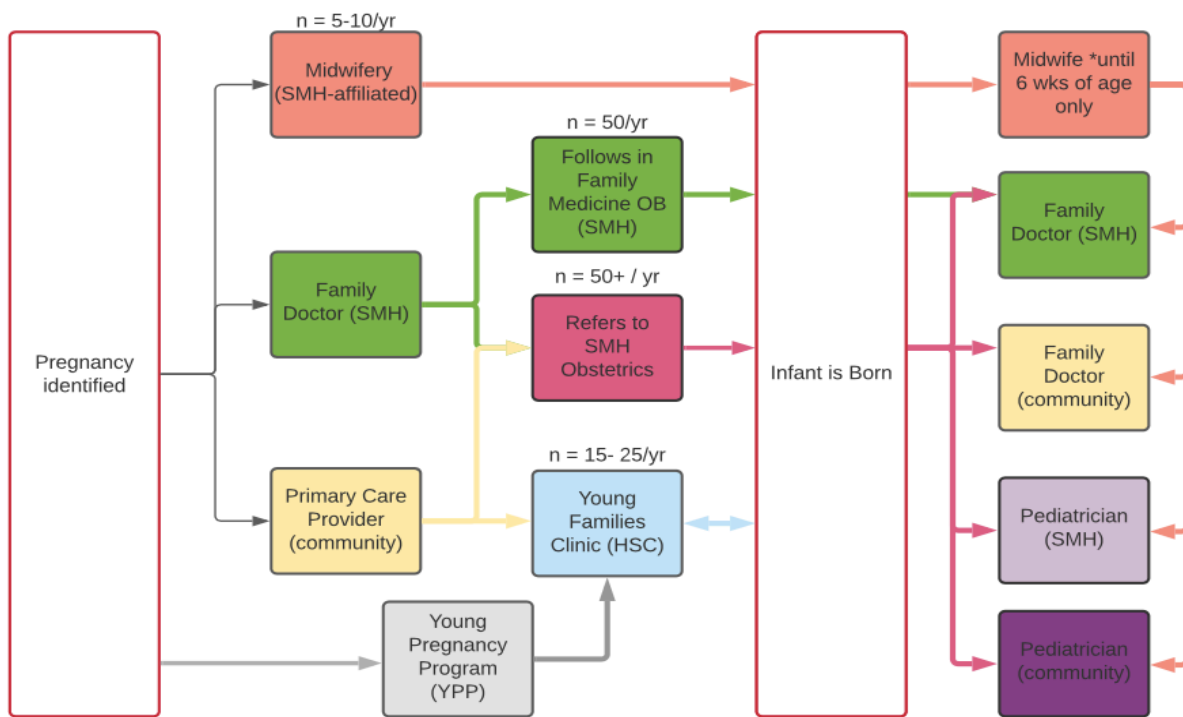 Pregnancy
identified
n = 5-10/yr
Midwifery
(SMH-affiliated)
Family
Doctor (SMH)
Primary Care
Provider
(community)
Young
Pregnancy
Program
(YPP)
n = 50/yr
Follows in
Family
Medicine OB
(SMH)
n = 50+ / yr
Refers to
SMH
Obstetrics
n = 15- 25/yr
Young
Families
Clinic (HSC)
Infant is Born
Midwife *until
6 wks of age
only
Family
Doctor (SMH)
Family
Doctor
(community)
Pediatrician
(SMH)
Pediatrician
(community)